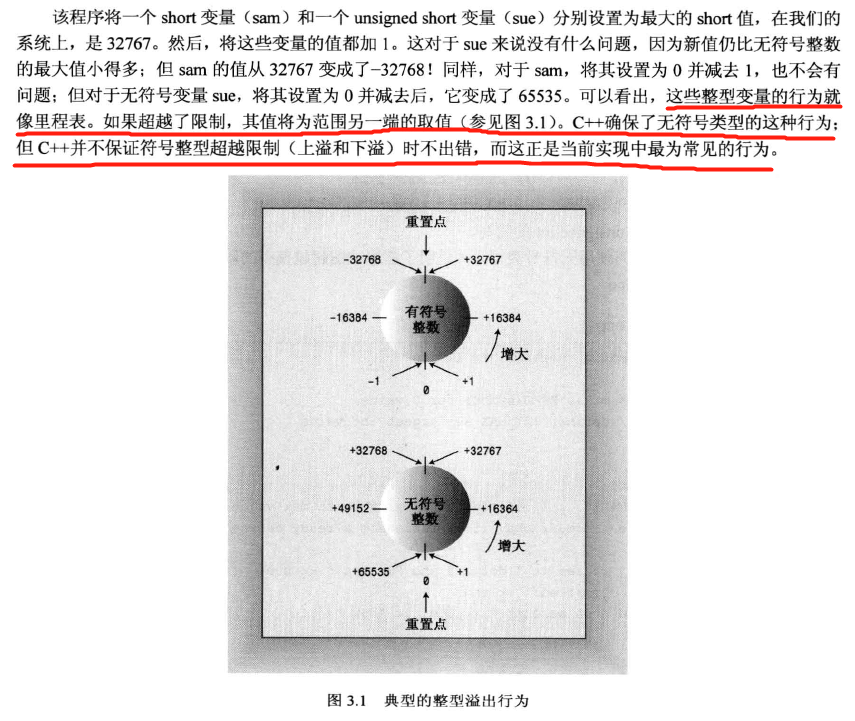 该程序将一个 short 变量（sam）和一个 unsigned short 变量（sue）分别设置为最大的 short 值，在我们的
系统上，是 32767。然后，将这些变量的值都加 1。这对于 sue 来说没有什么问题，因为新值仍比无符号整数
的最大值小得多；但 sam 的值从 32767 变成了–32768！同样，对于 sam，将其设置为 0 并减去 1，也不会有
问题；但对于无符号变量 sue，将其设置为 0 并减去后，它变成了 65535。可以看出，这些整型变量的行为就
像里程表。如果超越了限制，其值将为范围另一端的取值（参见图 3.1）。C++确保了无符号类型的这种行为；
但 C++并不保证符号整型超越限制（上溢和下溢）时不出错，而这正是当前实现中最为常见的行为。
重置点
-32768
+32767
-16384
有符号
整数
+16384
增大
-1
0
+1
+32768
+32767
+49152
无符号
整数
+16364
增大
+65535
0
+1
重置点
图 3.1 典型的整型溢出行为